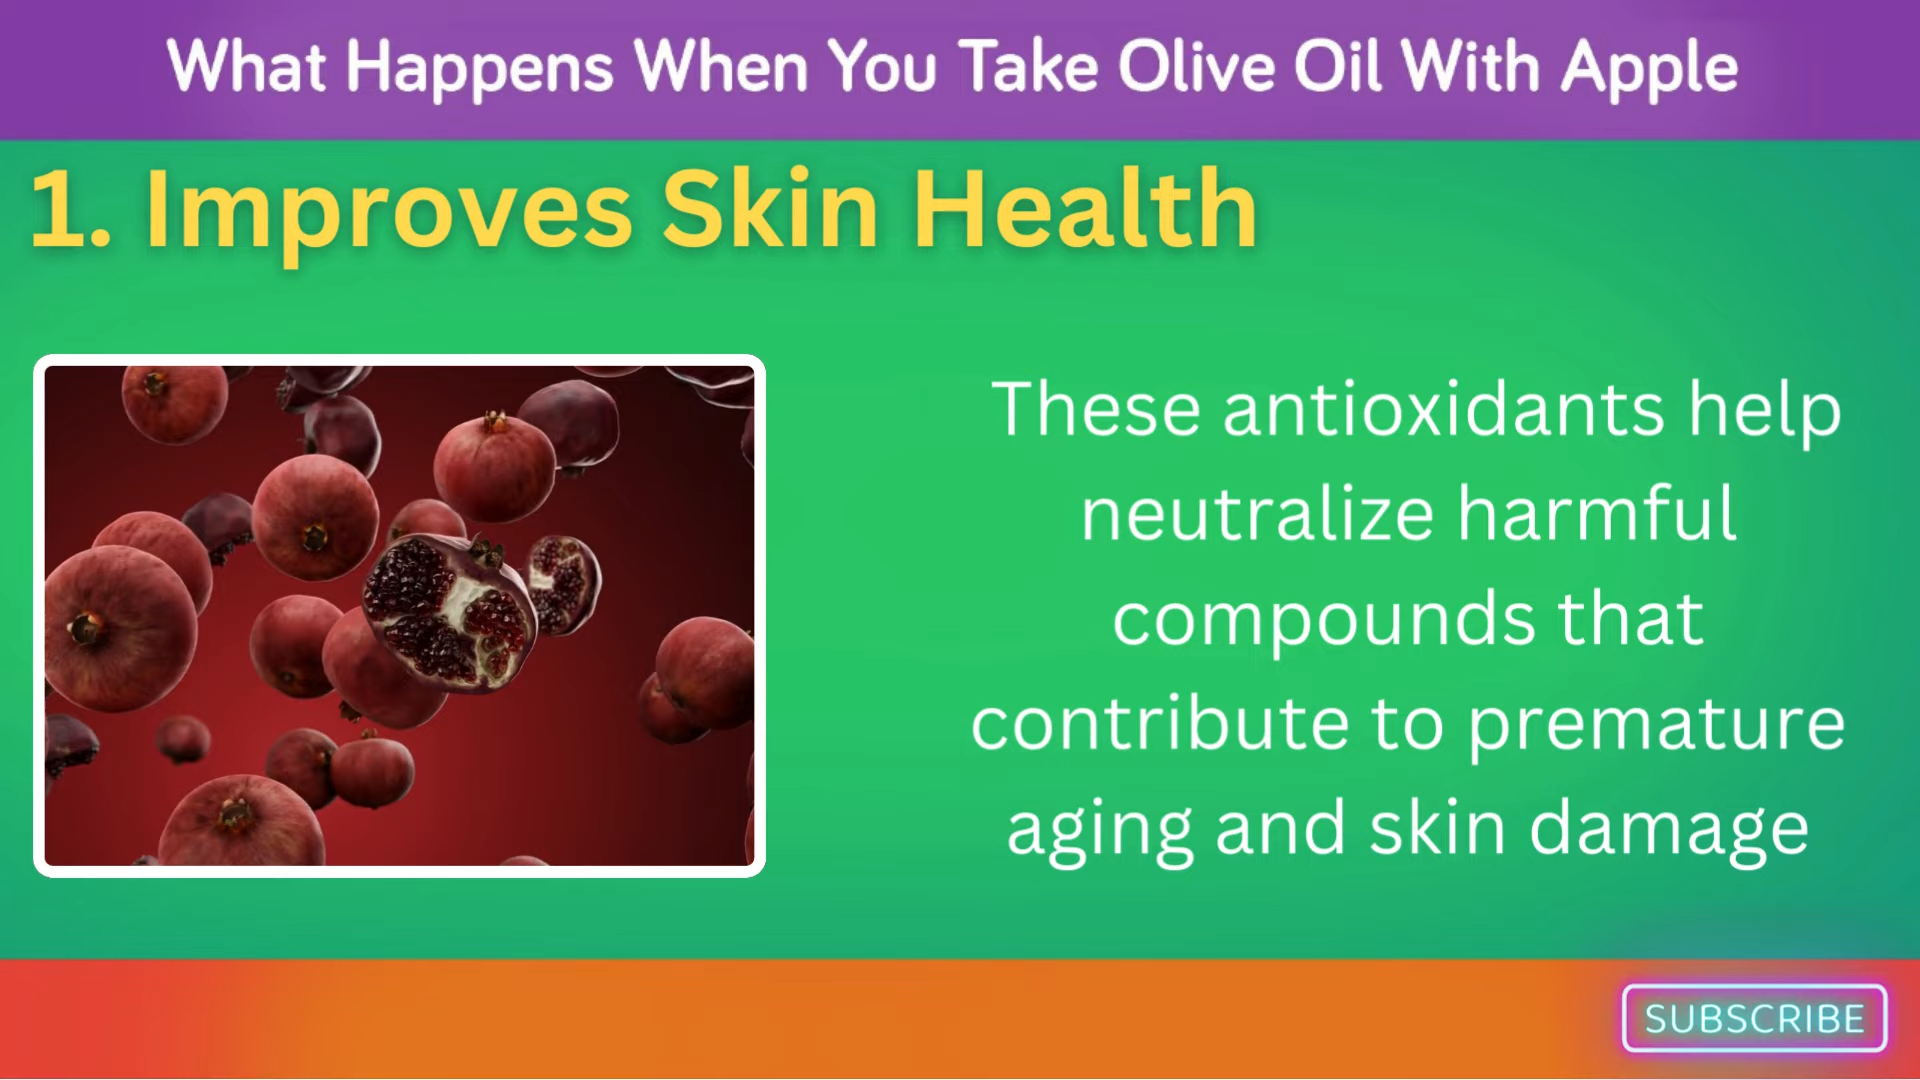 What Happens When You Take Olive Oil With Apple
1. Improves Skin Health
These antioxidants help
neutralize harmful
compounds that
contribute to premature
aging and skin damage
SUBSCRIBE